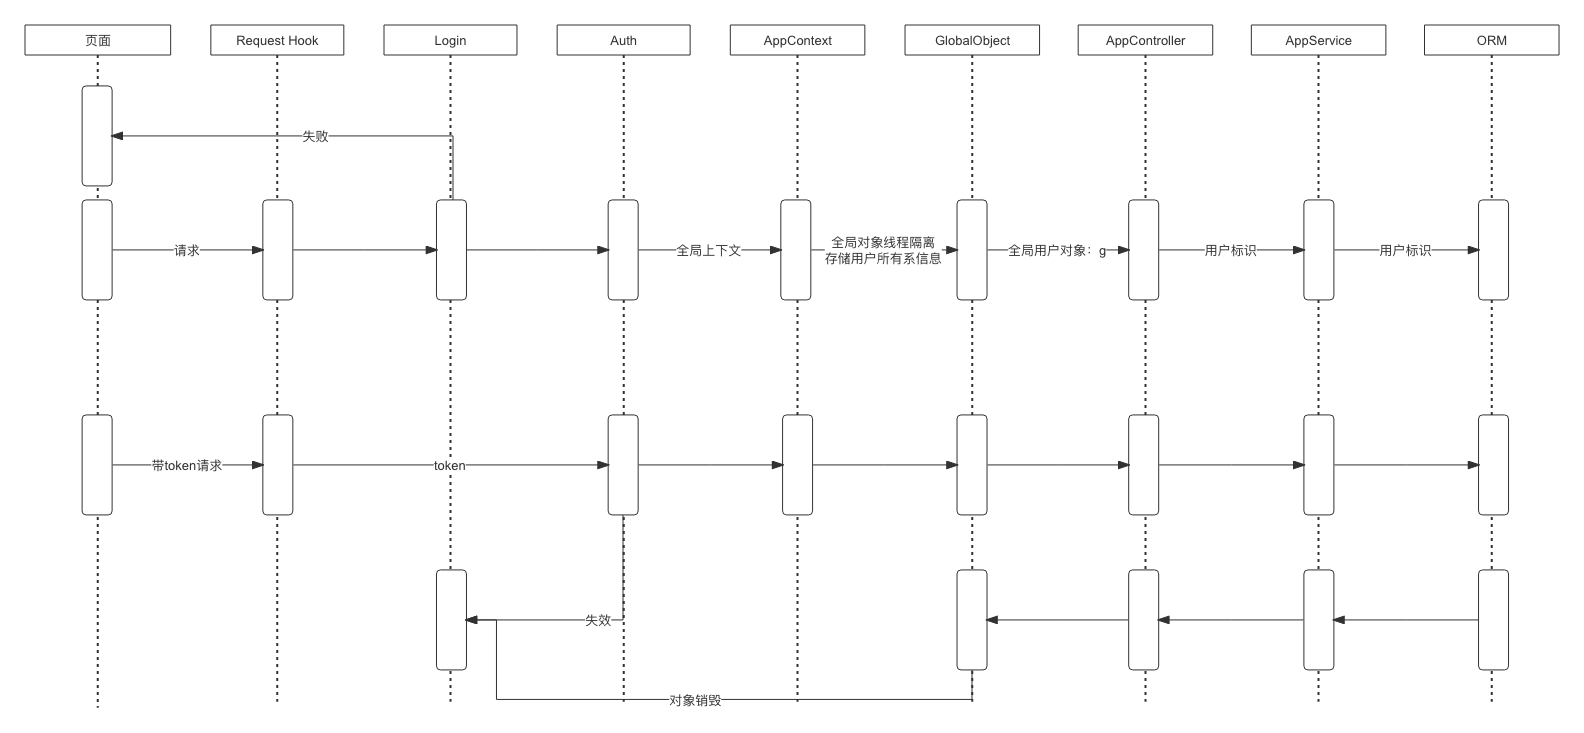 页面
Request Hook
Login
Auth
AppContext
GlobalObject
AppController
AppService
ORM
失败
请求
全局上下文
全局对象线程隔离
存储用户所有系信息
全局用户对象：g
用户标识
用户标识
带token请求
token
失效
对象销毁